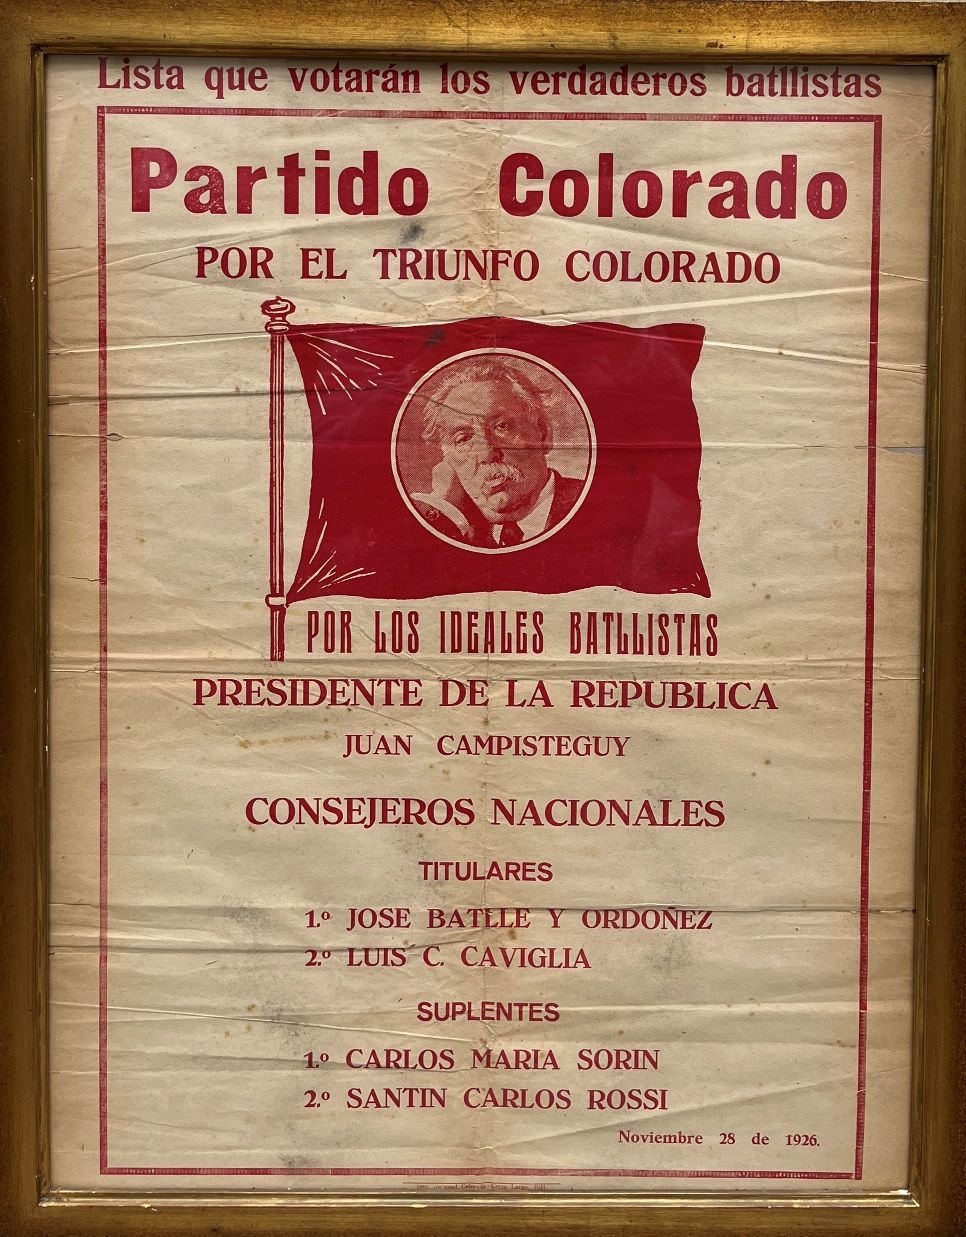 Lista que votarán los verdaderos batllistas
Partido Colorado
POR EL TRIUNFO COLORADO
POR LOS IDEALES BATLLISTAS
PRESIDENTE DE LA REPUBLICA
JUAN CAMPISTEGUY
CONSEJEROS NACIONALES
TITULARES
1.º JOSE BATLLE Y ORDOÑEZ
2.º LUIS C. CAVIGLIA
SUPLENTES
1.º CARLOS MARIA SORIN
2.º SANTIN CARLOS ROSSI
Noviembre 28 de 1926.